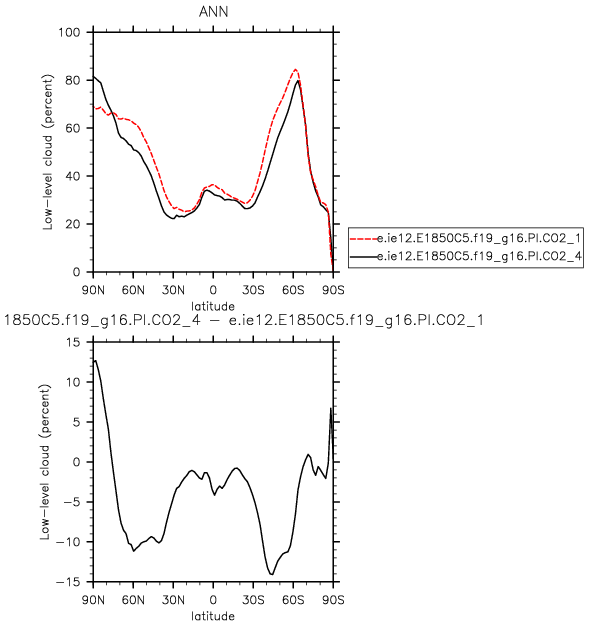 ANN
Low-level cloud (percent)
100
80
60
40
20
0
90N 60N 30N 0 30S 60S 90S
latitude
e.ie12.E1850C5.f19_g16.PI.CO2_1
e.ie12.E1850C5.f19_g16.PI.CO2_4
1850C5.f19_g16.PI.CO2_4 - e.ie12.E1850C5.f19_g16.PI.CO2_1
Low-level cloud (percent)
15
10
5
0
-5
-10
-15
90N 60N 30N 0 30S 60S 90S
latitude